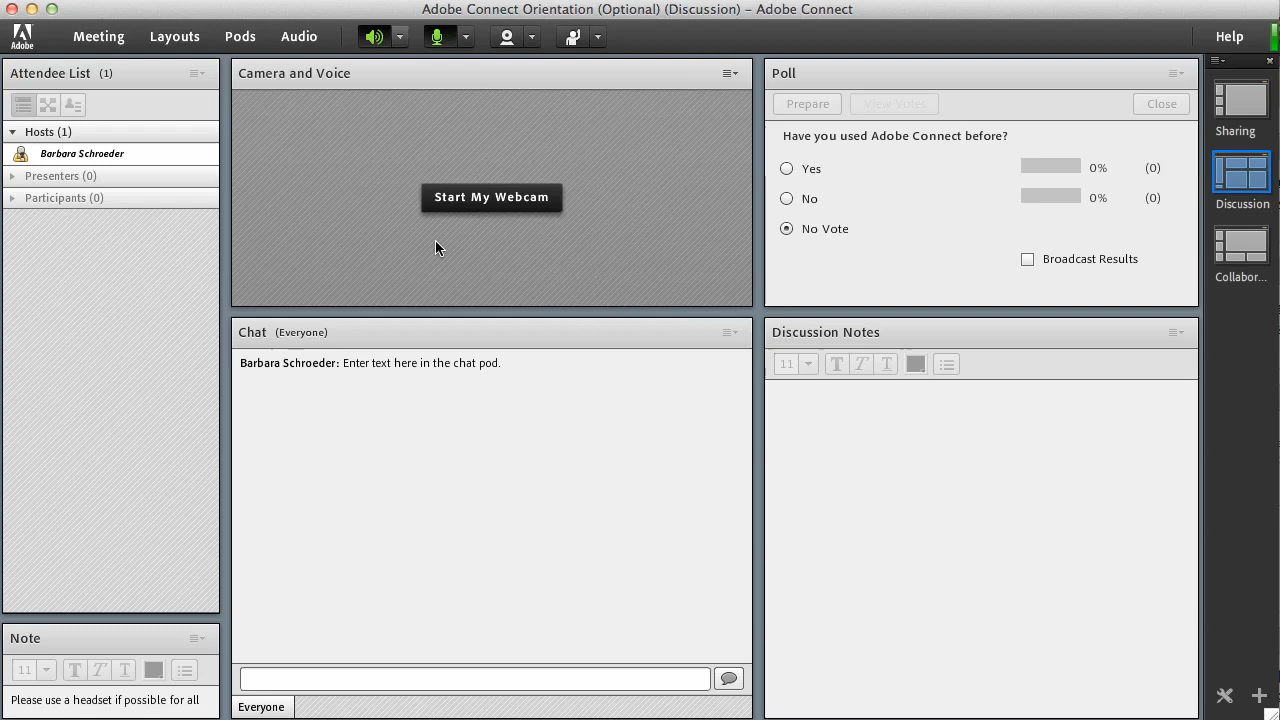 Adobe Connect Orientation (Optional) (Discussion) – Adobe Connect
Adobe
Meeting
Layouts
Pods
Audio
Help
Attendee List (1)
Hosts (1)
Barbara Schroeder
Presenters (0)
Participants (0)
Note
11 T T T
Please use a headset if possible for all
Camera and Voice
Start My Webcam
Chat (Everyone)
Barbara Schroeder: Enter text here in the chat pod.
Everyone
Poll
Prepare
View Votes
Close
Have you used Adobe Connect before?
Yes 0% (0)
No 0% (0)
No Vote
Broadcast Results
Discussion Notes
11 T T T
Sharing
Discussion
Collabor...